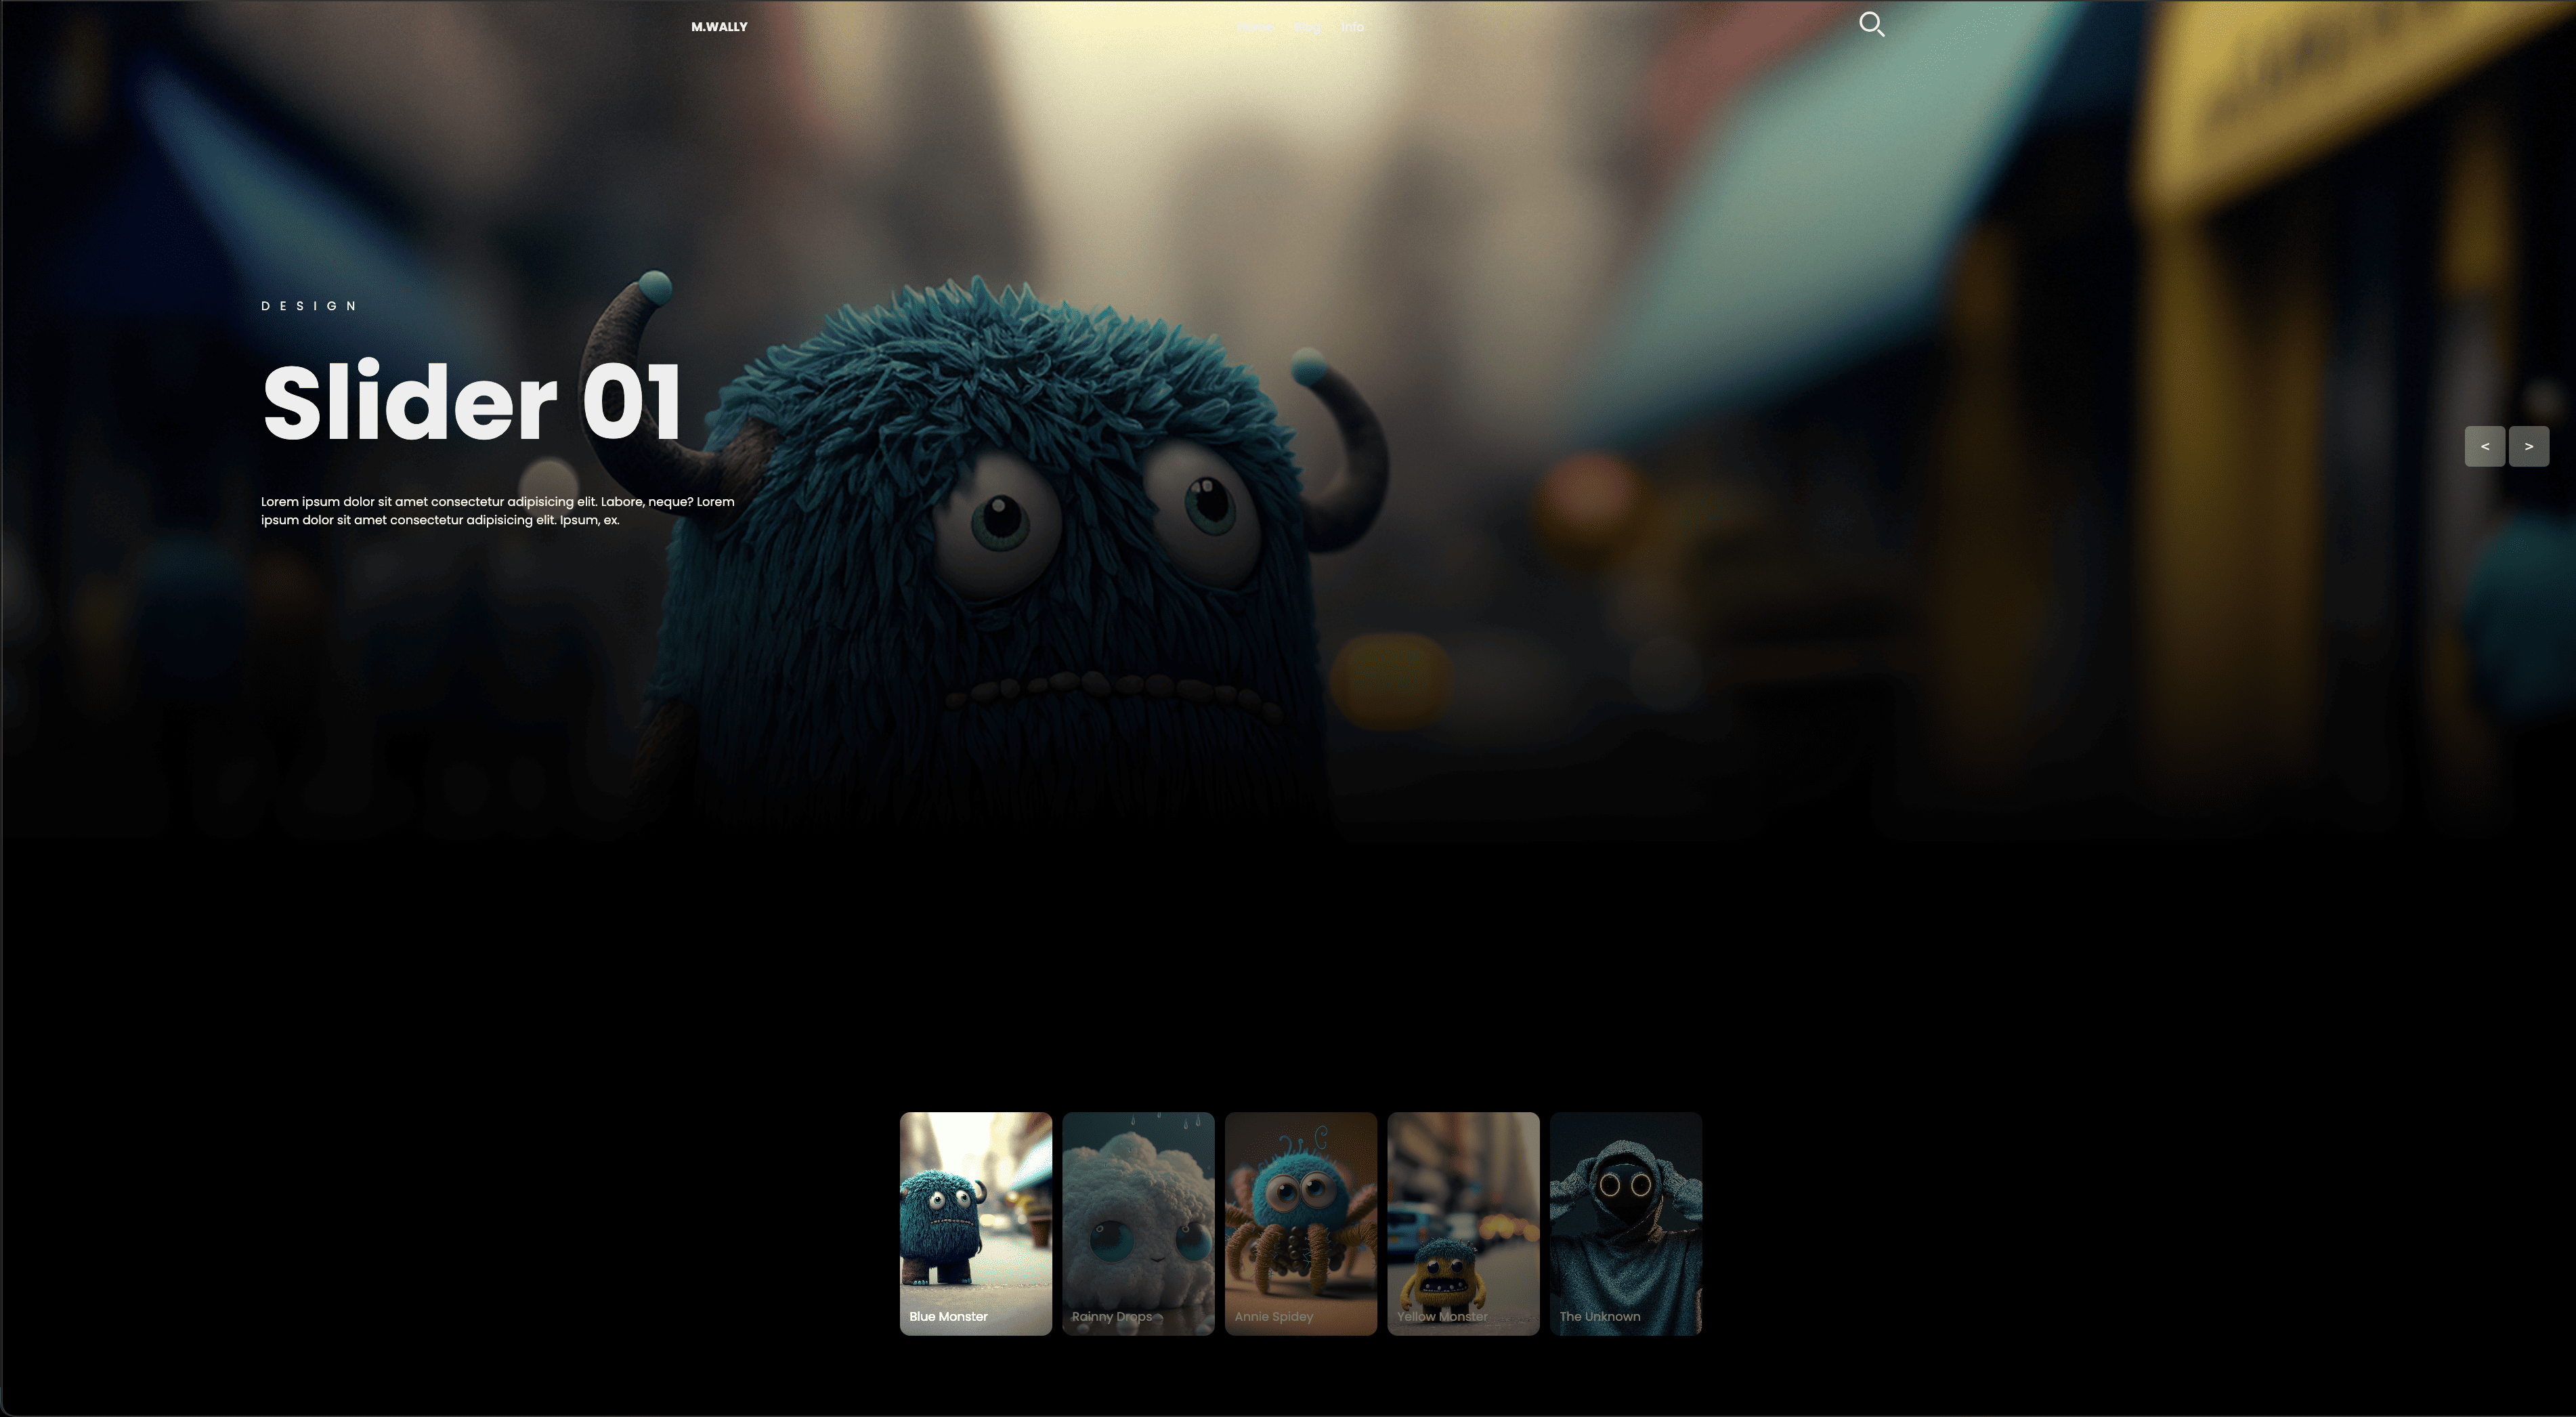 M.WALLY
Home Blog Info
DESIGN
Slider 01
Lorem ipsum dolor sit amet consectetur adipisicing elit. Labore, neque? Lorem
ipsum dolor sit amet consectetur adipisicing elit. Ipsum, ex.
< >
Blue Monster
Rainny Drops
Annie Spidey
Yellow Monster
The Unknown